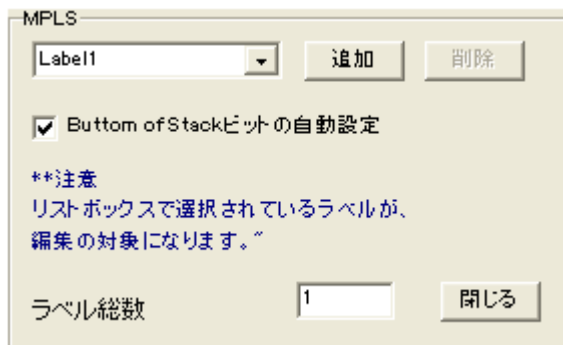 MPLS
Label1 追加 削除
Buttom ofStackビットの自動設定
**注意
リストボックスで選択されているラベルが、
編集の対象になります。~
ラベル総数 1 閉じる